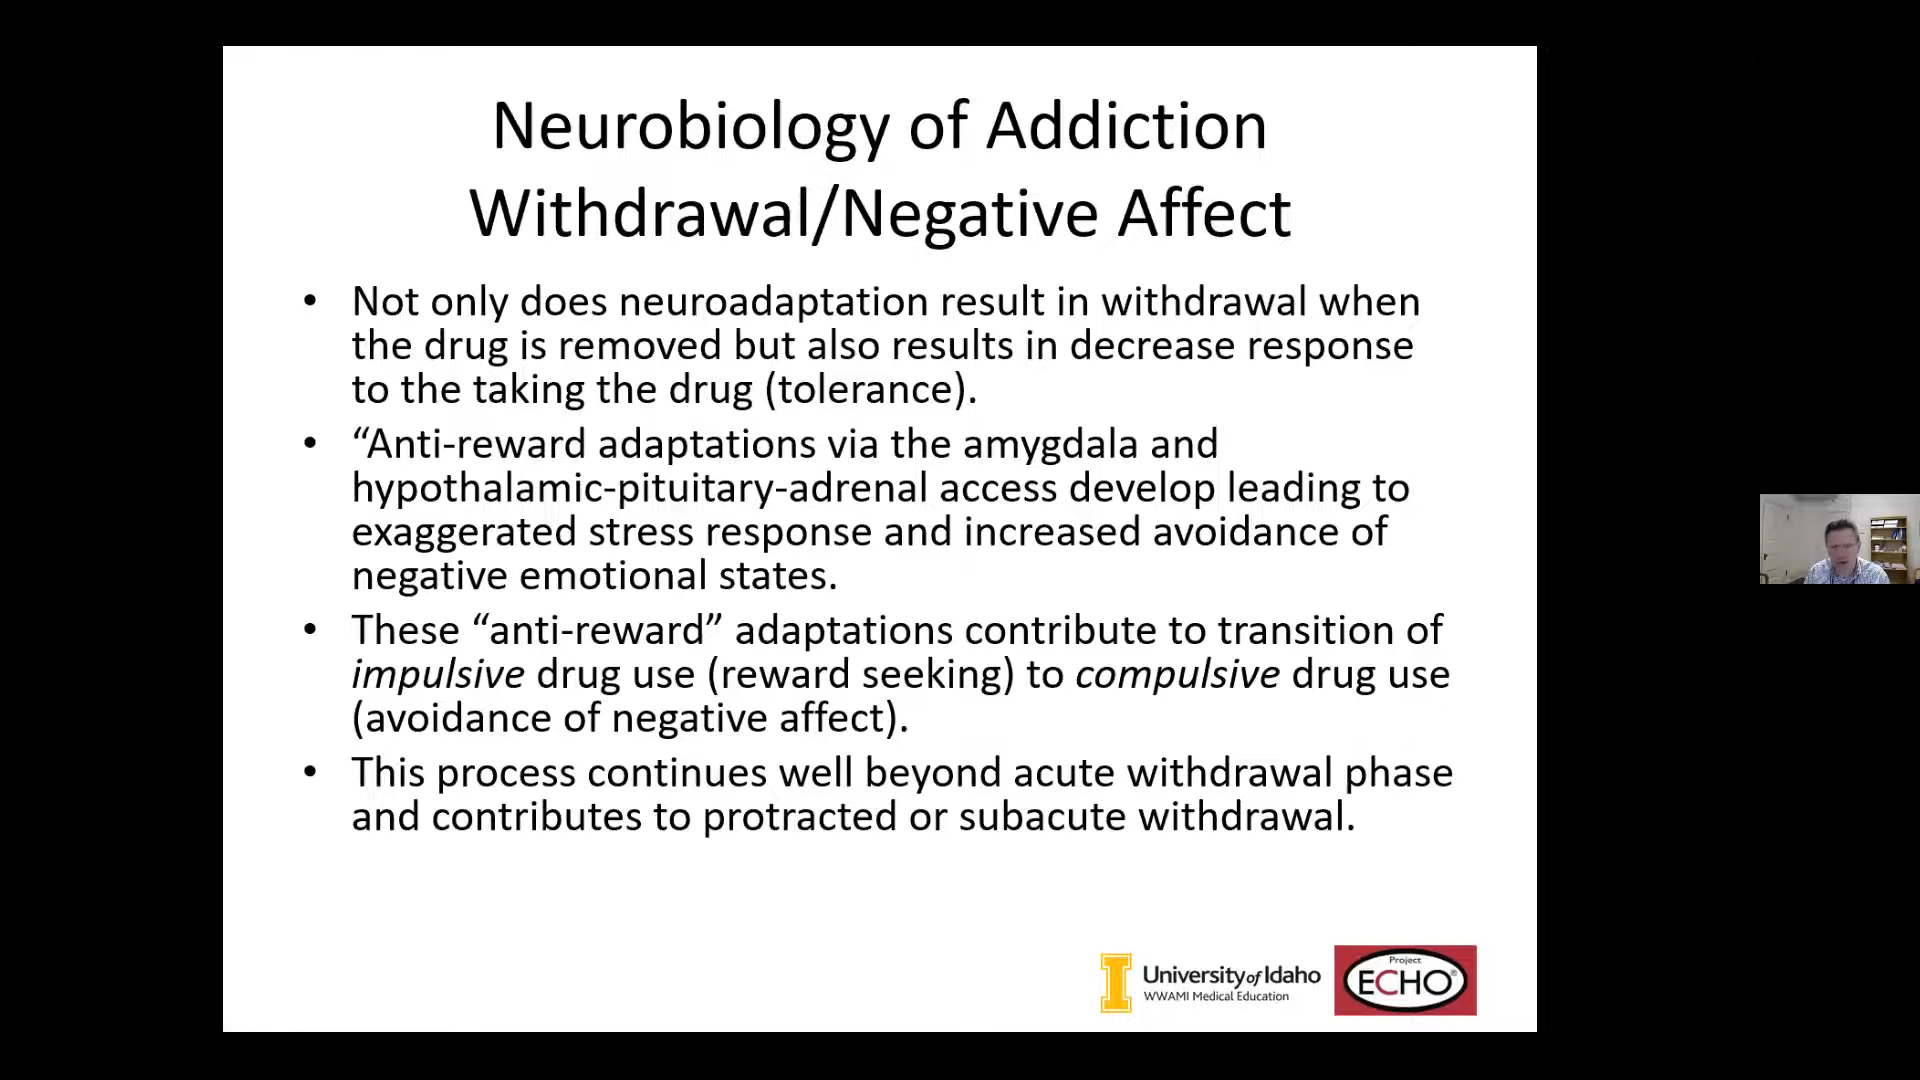 Neurobiology of Addiction
Withdrawal/Negative Affect
• Not only does neuroadaptation result in withdrawal when
the drug is removed but also results in decrease response
to the taking the drug (tolerance).
• “Anti-reward adaptations via the amygdala and
hypothalamic-pituitary-adrenal access develop leading to
exaggerated stress response and increased avoidance of
negative emotional states.
• These “anti-reward” adaptations contribute to transition of
impulsive drug use (reward seeking) to compulsive drug use
(avoidance of negative affect).
• This process continues well beyond acute withdrawal phase
and contributes to protracted or subacute withdrawal.
University of Idaho
WWAMI Medical Education
Project
ECHO®